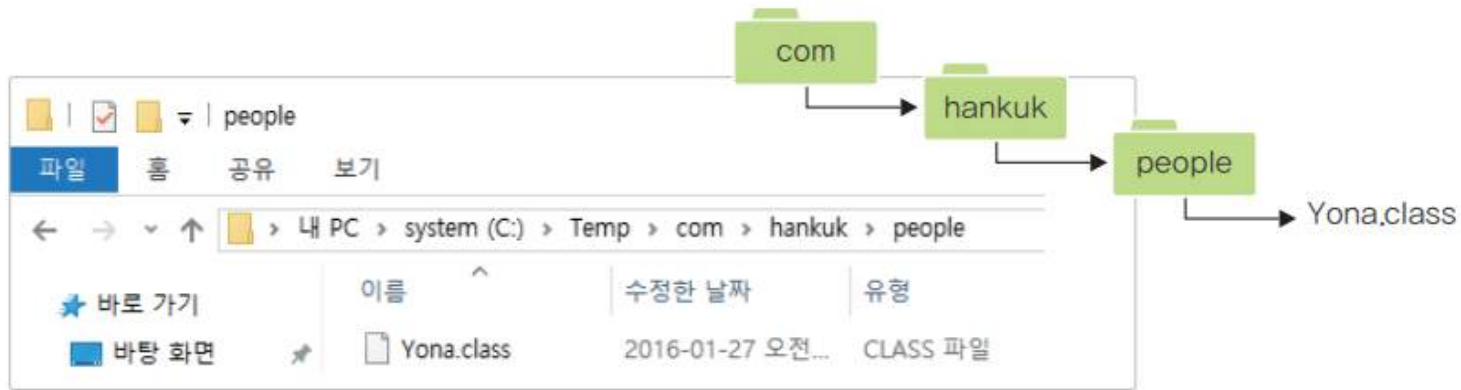 com
hankuk
people
Yona.class
people
파일 홈 공유 보기
내 PC > system (C:) > Temp > com > hankuk > people
이름 수정한 날짜 유형
바로 가기
바탕 화면
Yona.class 2016-01-27 오전... CLASS 파일